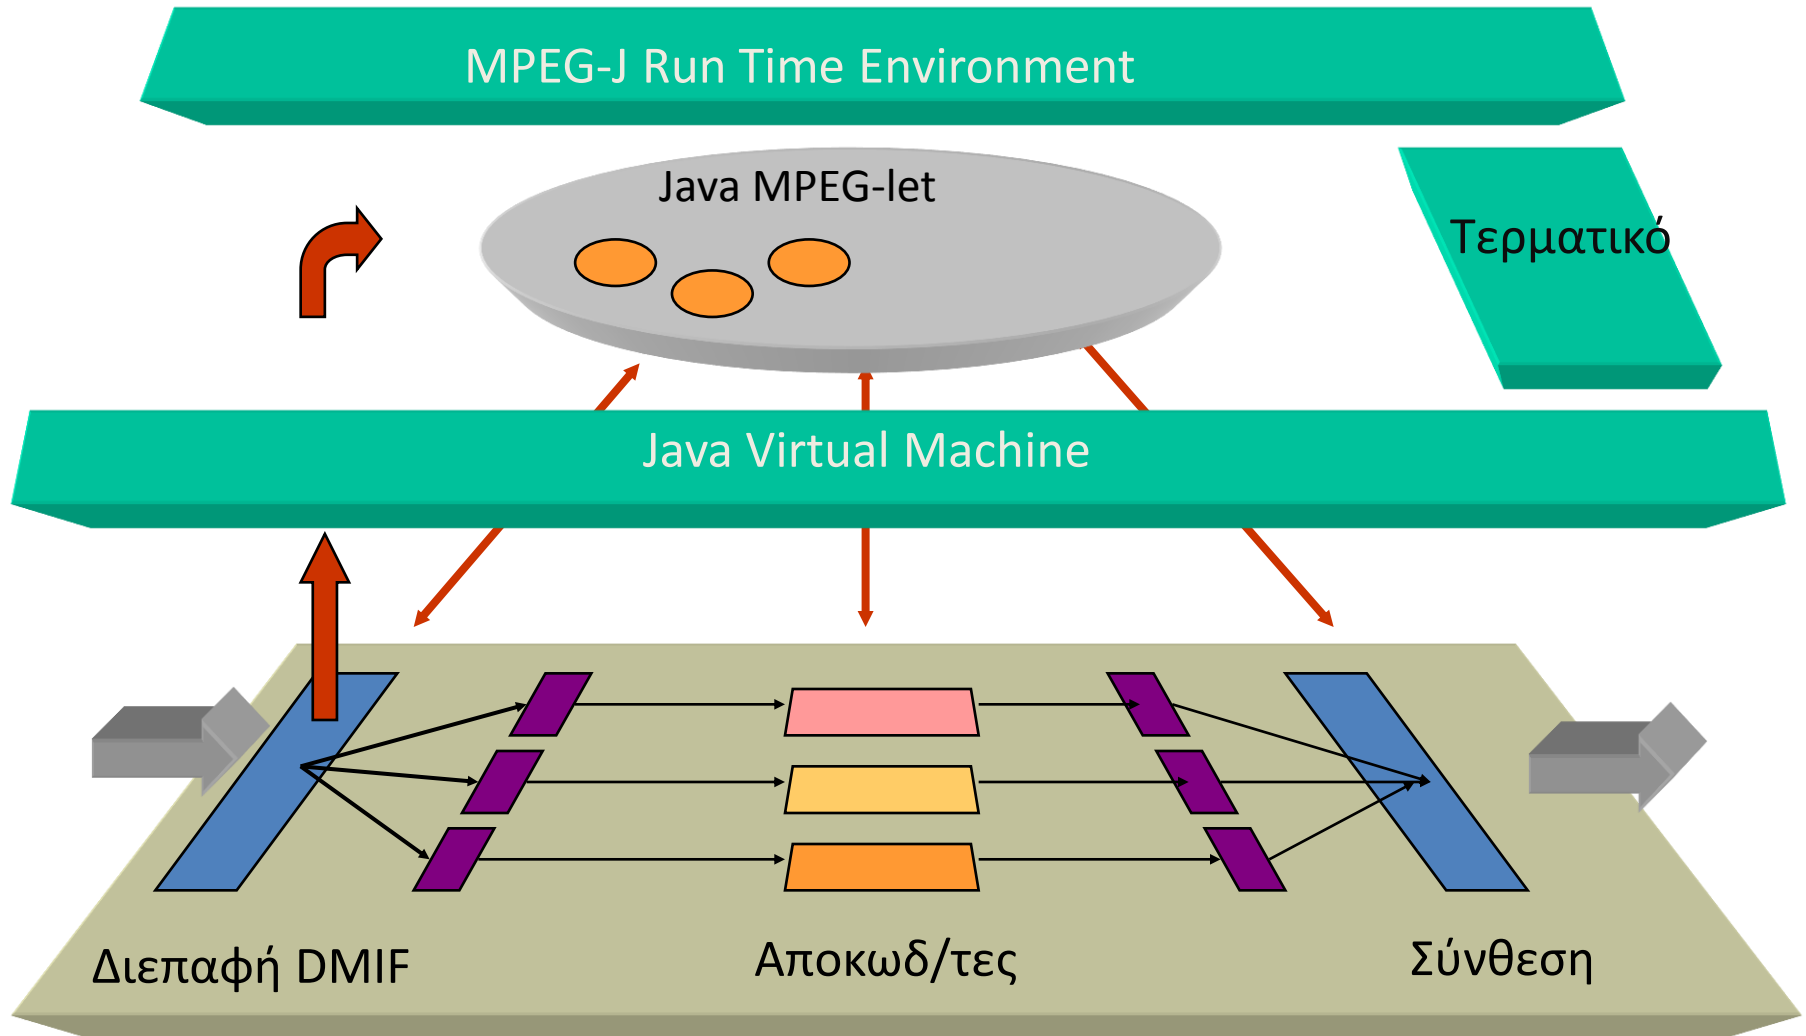 MPEG-J Run Time Environment
Java MPEG-let
Τερματικό
Java Virtual Machine
Διεπαφή DMIF
Αποκωδ/τες
Σύνθεση